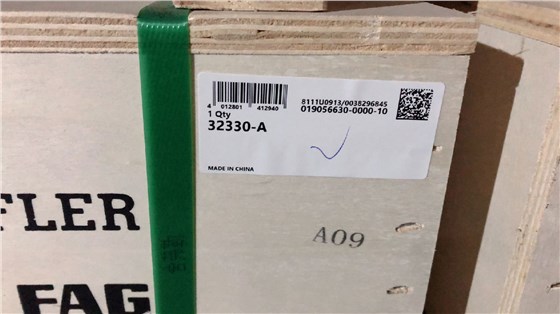 4 012801 412940
1 Qty
32330-A
8111U0913/0038296845
019056630-0000-10
MADE IN CHINA
FLER
FAG
A09